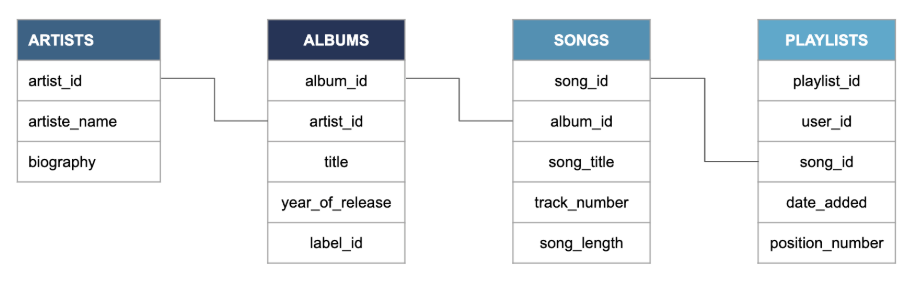 ARTISTS
artist_id
artiste_name
biography
ALBUMS
album_id
artist_id
title
year_of_release
label_id
SONGS
song_id
album_id
song_title
track_number
song_length
PLAYLISTS
playlist_id
user_id
song_id
date_added
position_number